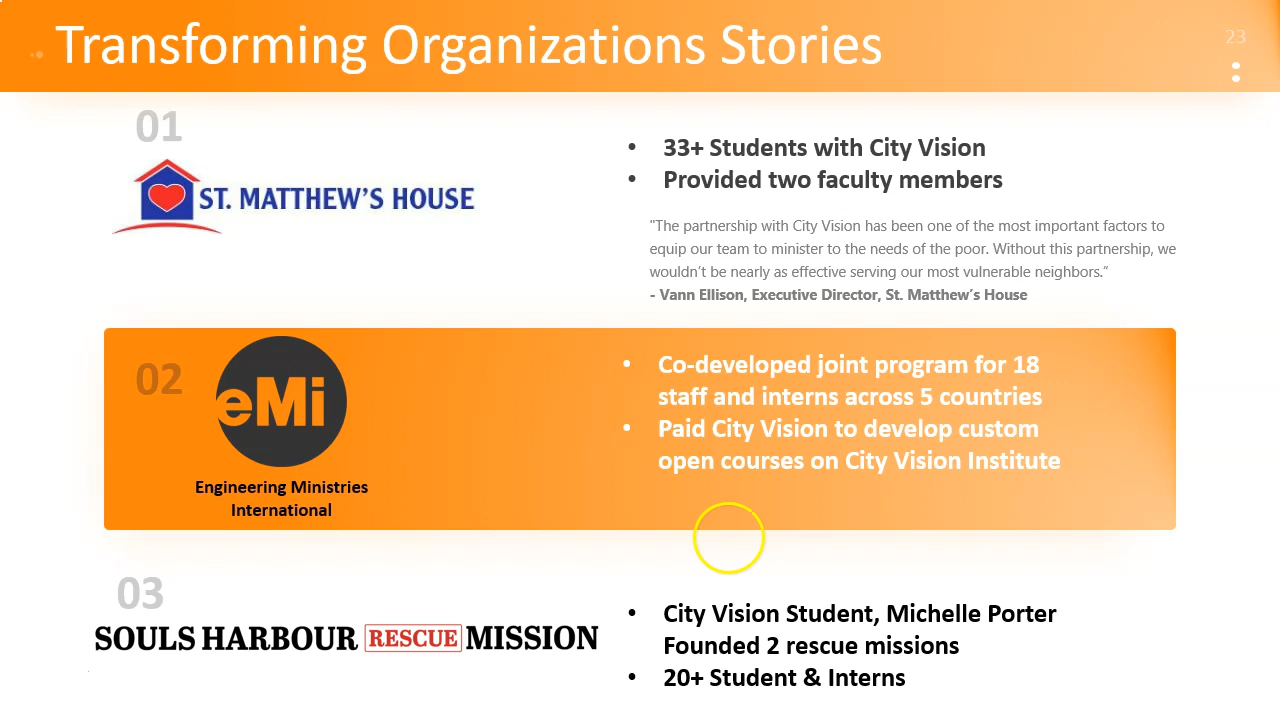 Transforming Organizations Stories
23
01
ST. MATTHEW'S HOUSE
• 33+ Students with City Vision
• Provided two faculty members
"The partnership with City Vision has been one of the most important factors to
equip our team to minister to the needs of the poor. Without this partnership, we
wouldn't be nearly as effective serving our most vulnerable neighbors."
- Vann Ellison, Executive Director, St. Matthew's House
02
eMi
Engineering Ministries
International
• Co-developed joint program for 18
staff and interns across 5 countries
• Paid City Vision to develop custom
open courses on City Vision Institute
03
SOULS HARBOUR RESCUE MISSION
• City Vision Student, Michelle Porter
Founded 2 rescue missions
• 20+ Student & Interns